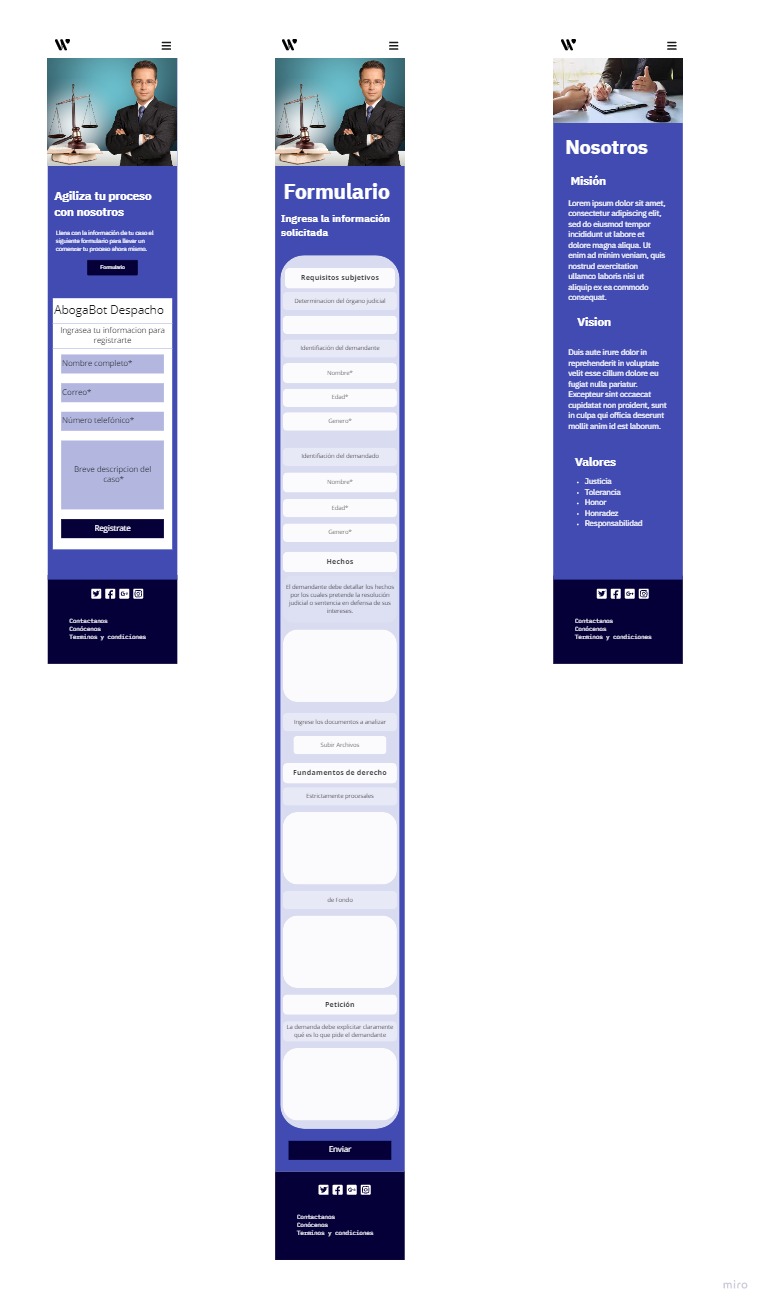 Agiliza tu proceso
con nosotros
Llena con la información de tu caso el
siguiente formulario para llevar un
comenzar tu proceso ahora mismo.
Formulario
AbogaBot Despacho
Ingrasea tu informacion para
registrarte
Nombre completo*
Correo*
Número telefónico*
Breve descripcion del
caso*
Registrate
Contactanos
Conócenos
Terminos y condiciones
Formulario
Ingresa la información
solicitada
Requisitos subjetivos
Determinacion del órgano judicial
Identifiación del demandante
Nombre*
Edad*
Genero*
Identifiación del demandado
Nombre*
Edad*
Genero*
Hechos
El demandante debe detallar los hechos
por los cuales pretende la resolución
judicial o sentencia en defensa de sus
intereses.
Ingrese los documentos a analizar
Subir Archivos
Fundamentos de derecho
Estrictamente procesales
de Fondo
Petición
La demanda debe explicitar claramente
qué es lo que pide el demandante
Enviar
Contactanos
Conócenos
Terminos y condiciones
Nosotros
Misión
Lorem ipsum dolor sit amet,
consectetur adipiscing elit,
sed do eiusmod tempor
incididunt ut labore et
dolore magna aliqua. Ut
enim ad minim veniam, quis
nostrud exercitation
ullamco laboris nisi ut
aliquip ex ea commodo
consequat.
Vision
Duis aute irure dolor in
reprehenderit in voluptate
velit esse cillum dolore eu
fugiat nulla pariatur.
Excepteur sint occaecat
cupidatat non proident, sunt
in culpa qui officia deserunt
mollit anim id est laborum.
Valores
• Justicia
• Tolerancia
• Honor
• Honradez
• Responsabilidad
Contactanos
Conócenos
Terminos y condiciones
miro